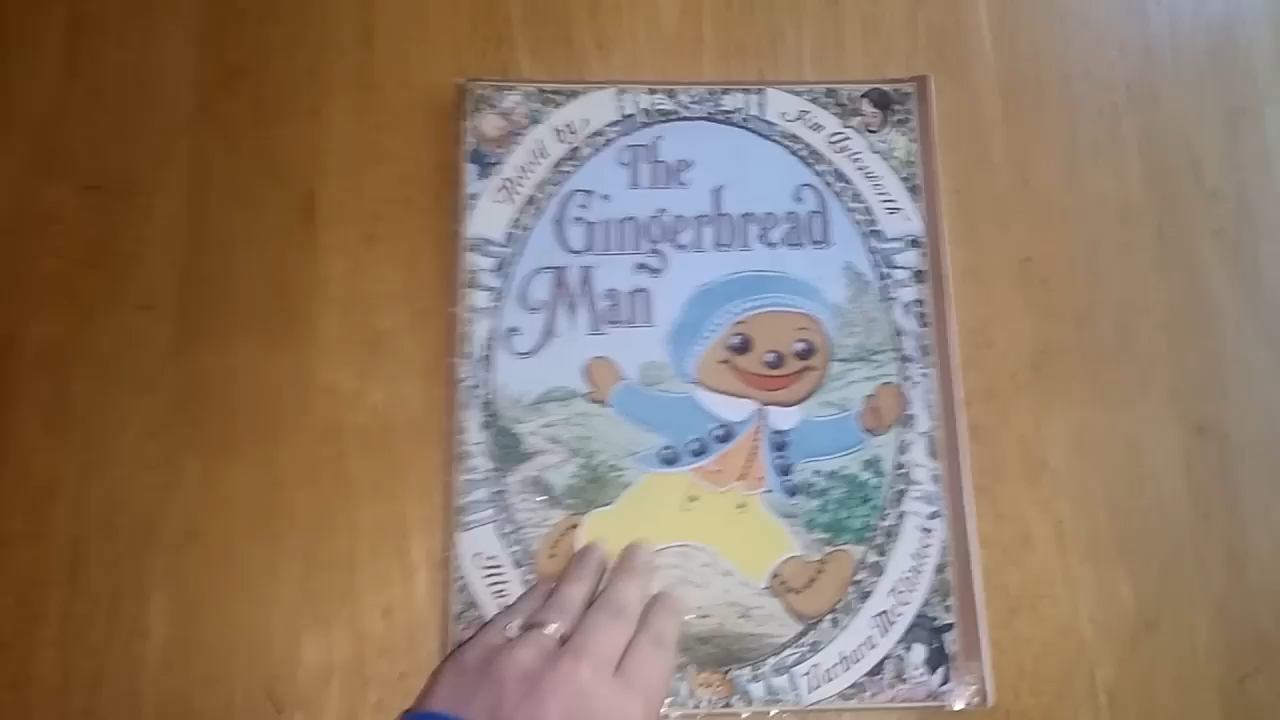 Retold by
Jim Aylesworth
The
Gingerbread
Man
Barbara McClintock